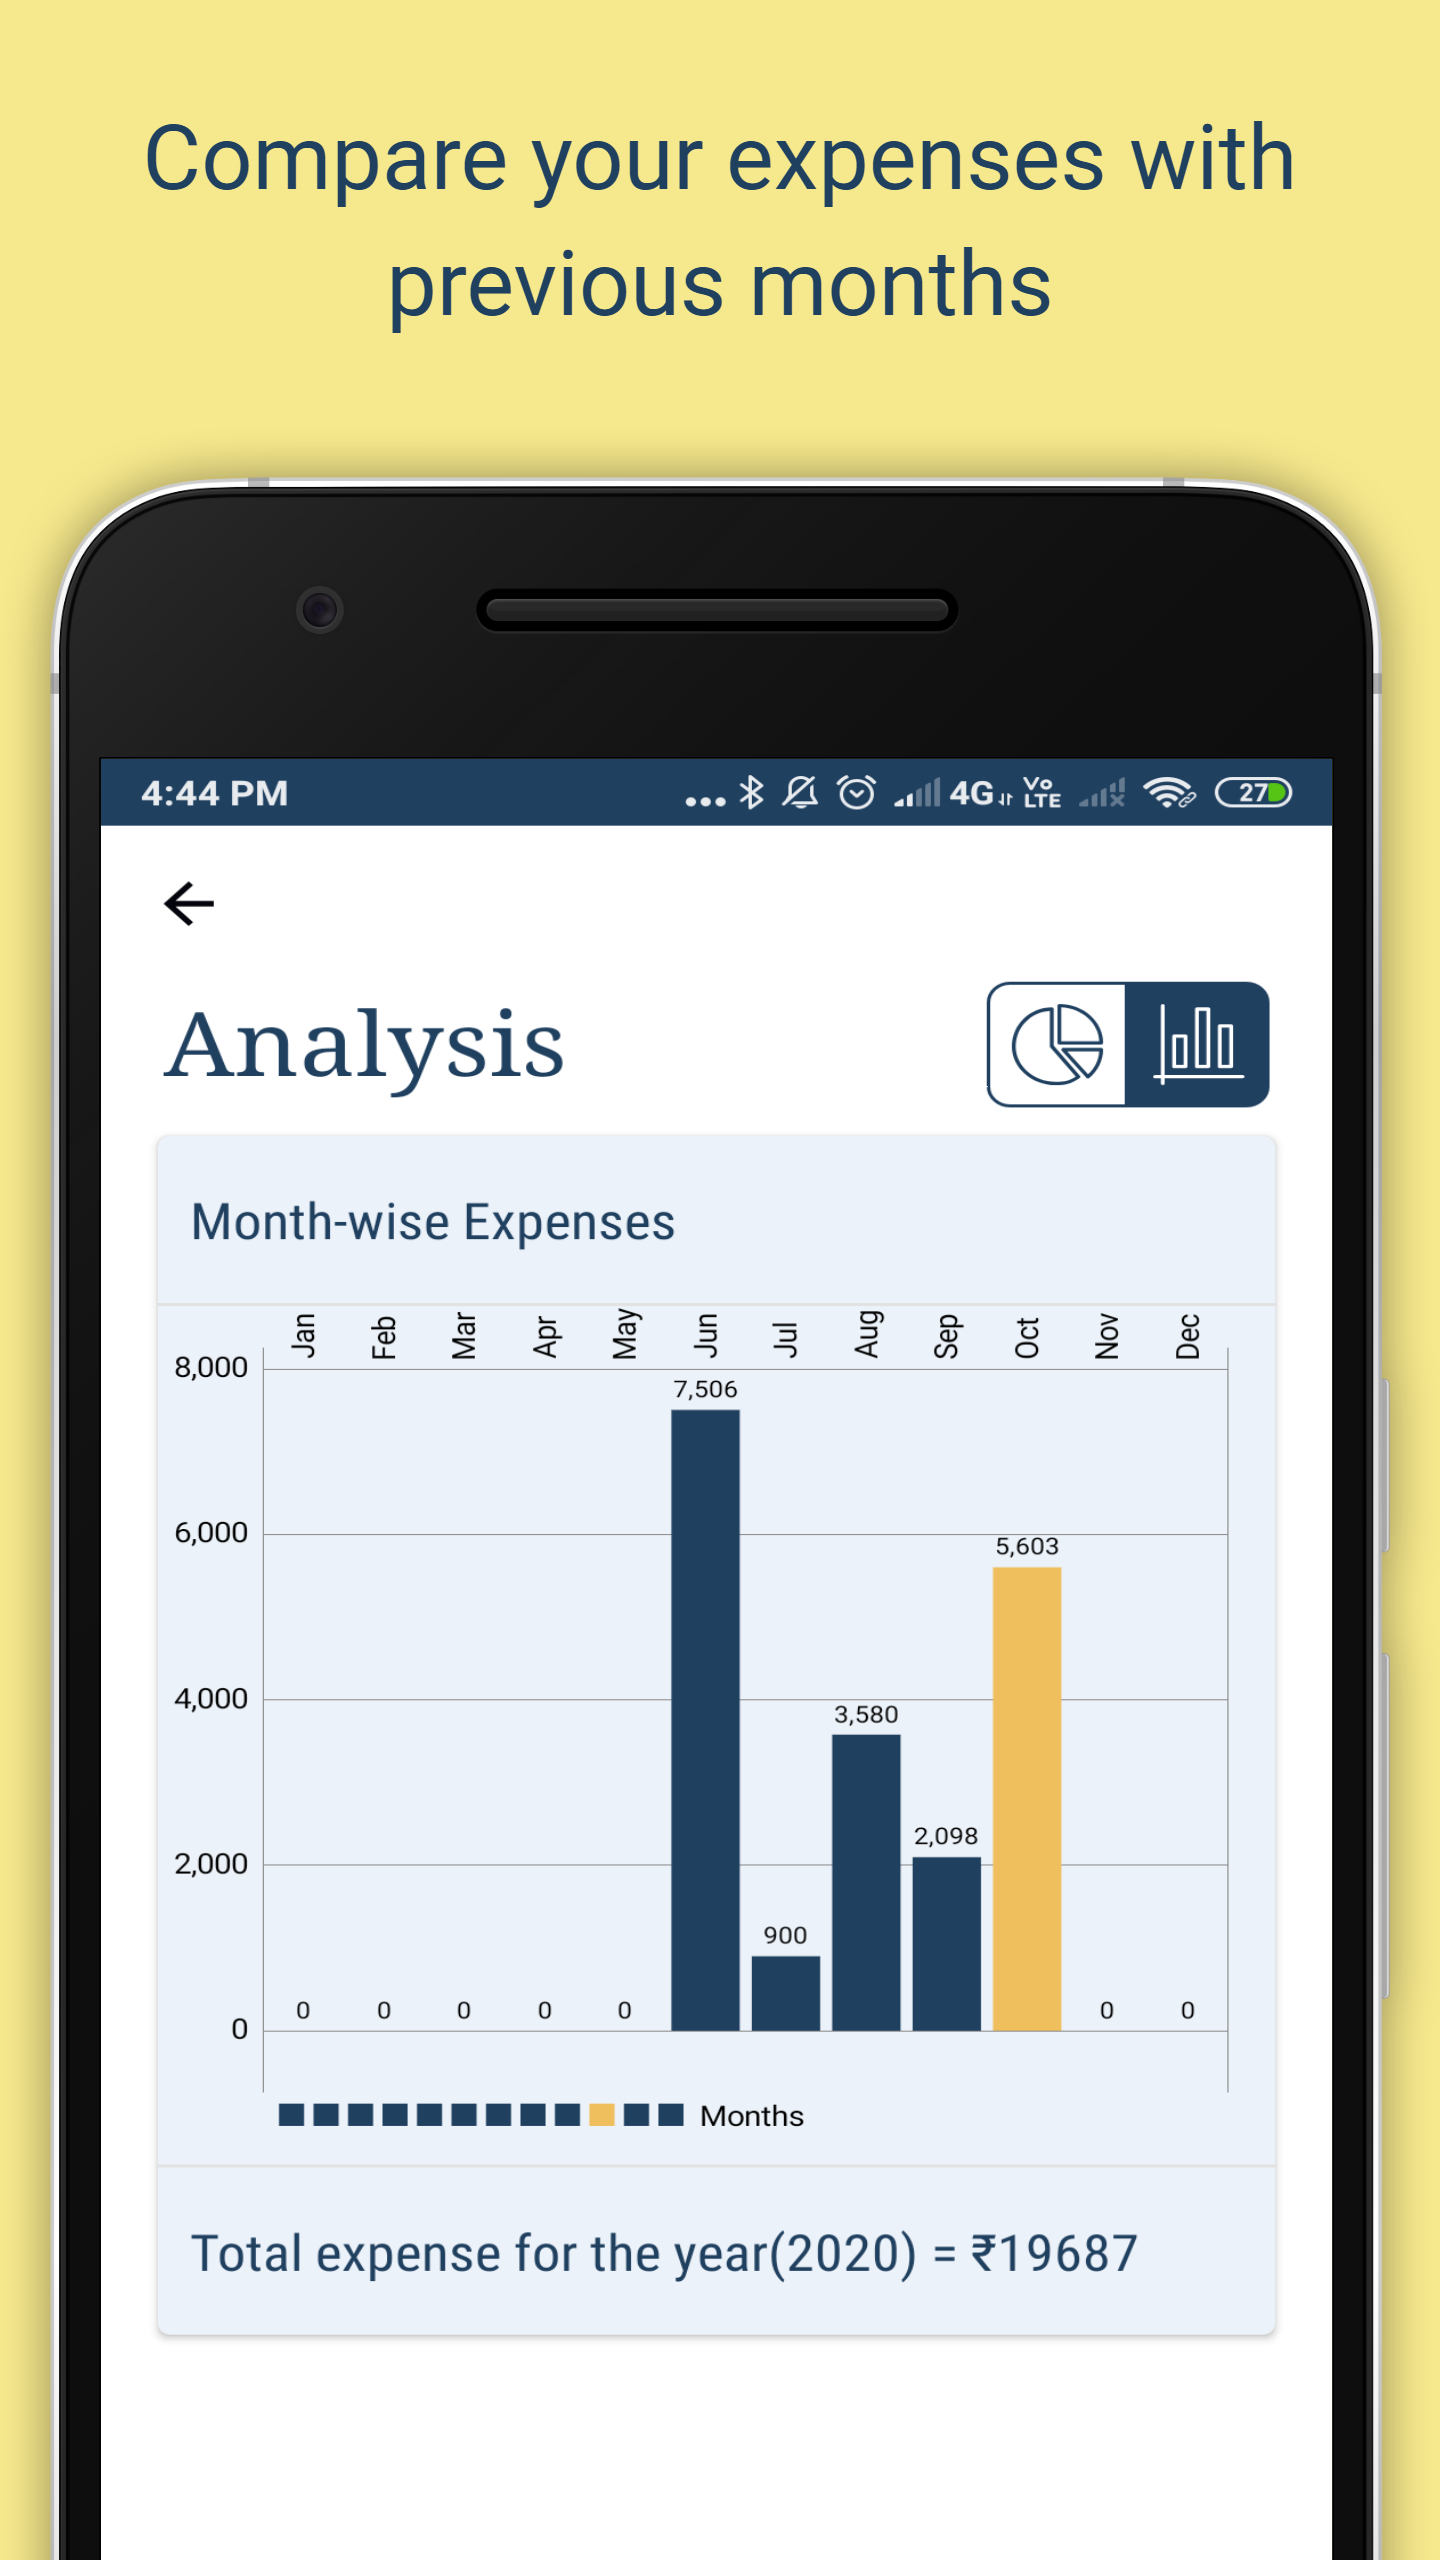 Compare your expenses with
previous months
4:44 PM
4G
Vo
LTE
27
Analysis
Month-wise Expenses
Jan Feb Mar Apr May Jun Jul Aug Sep Oct Nov Dec
8,000
7,506
6,000
5,603
4,000
3,580
2,000
2,098
900
0 0 0 0 0 0 0
0
Months
Total expense for the year(2020) = ₹19687